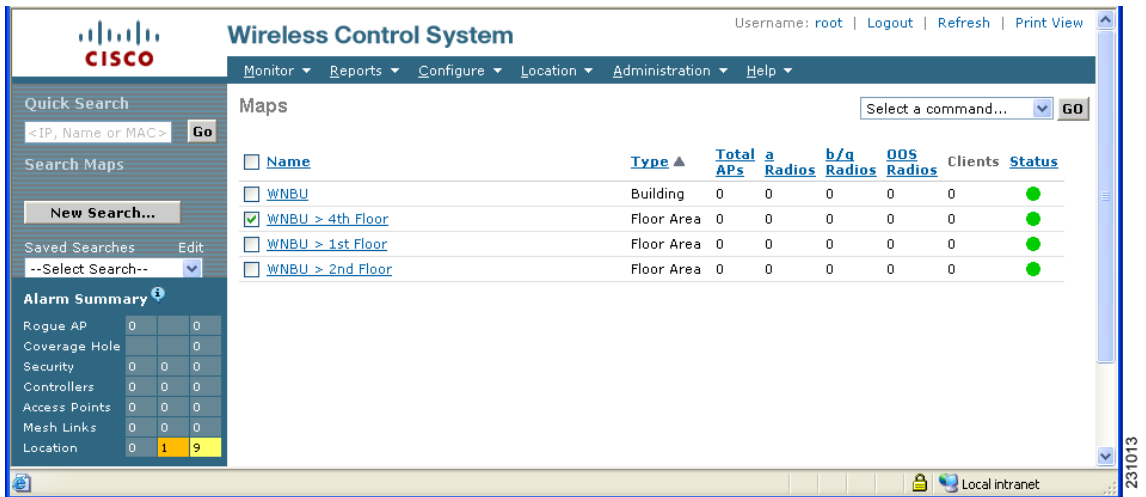 CISCO
Wireless Control System
Username: root | Logout | Refresh | Print View
Monitor Reports Configure Location Administration Help
Quick Search
<IP, Name or MAC> Go
Search Maps
New Search...
Saved Searches Edit
--Select Search--
Alarm Summary
Rogue AP 0 0
Coverage Hole 0
Security 0 0 0
Controllers 0 0 0
Access Points 0 0 0
Mesh Links 0 0 0
Location 0 1 9
Maps
Select a command... GO
Name Type Total APs a Radios b/g Radios OOS Radios Clients Status
WNBU Building 0 0 0 0 0
WNBU > 4th Floor Floor Area 0 0 0 0 0
WNBU > 1st Floor Floor Area 0 0 0 0 0
WNBU > 2nd Floor Floor Area 0 0 0 0 0
Local intranet
231013